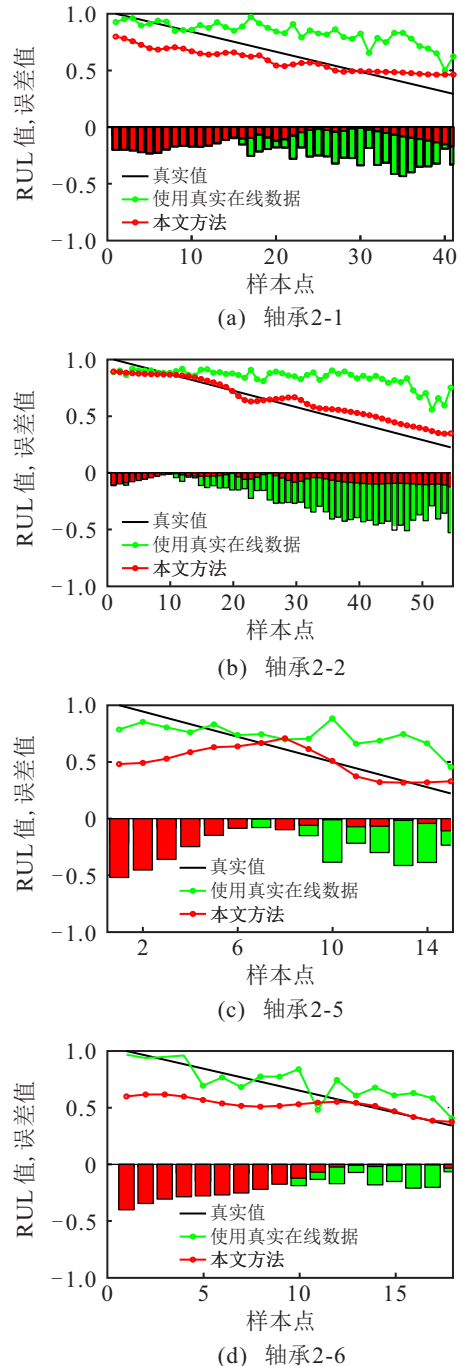 1.0
0.5
0
−0.5
−1.0
RUL 值, 误差值
真实值
使用真实在线数据
本文方法
0 10 20 30 40
样本点
(a) 轴承2-1
1.0
0.5
0
−0.5
−1.0
RUL 值, 误差值
真实值
使用真实在线数据
本文方法
0 10 20 30 40 50
样本点
(b) 轴承2-2
1.0
0.5
0
−0.5
−1.0
RUL 值, 误差值
真实值
使用真实在线数据
本文方法
2 6 10 14
样本点
(c) 轴承2-5
1.0
0.5
0
−0.5
−1.0
RUL 值, 误差值
真实值
使用真实在线数据
本文方法
0 5 10 15
样本点
(d) 轴承2-6